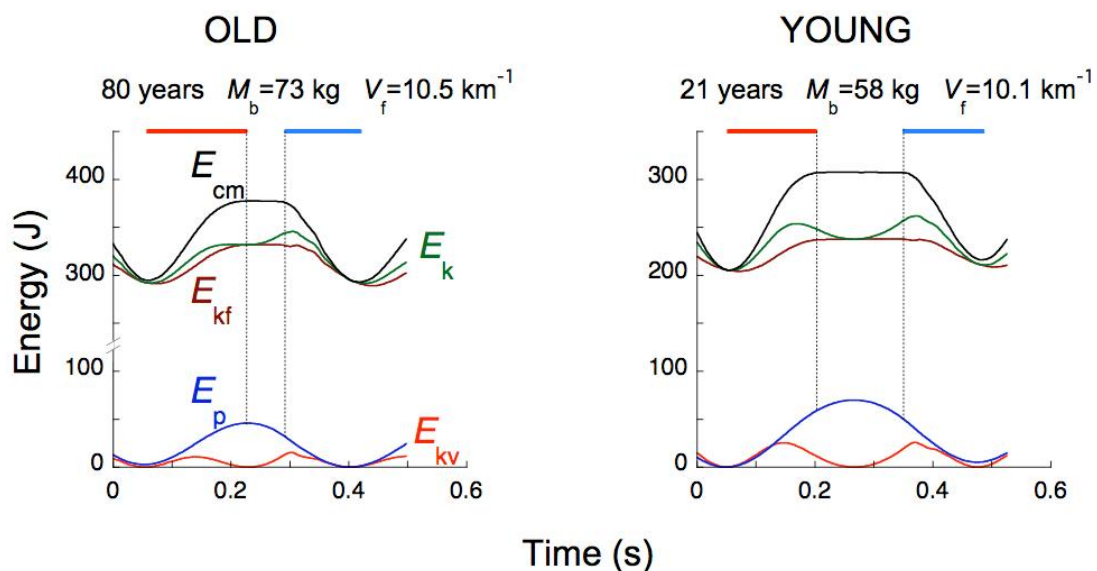 OLD
80 years M_b=73 kg V_f=10.5 km⁻¹
E_cm
E_k
E_kf
E_p
E_kv
400
300
100
0
0
0.2
0.4
0.6
Energy (J)
YOUNG
21 years M_b=58 kg V_f=10.1 km⁻¹
300
200
100
0
0
0.2
0.4
0.6
Time (s)